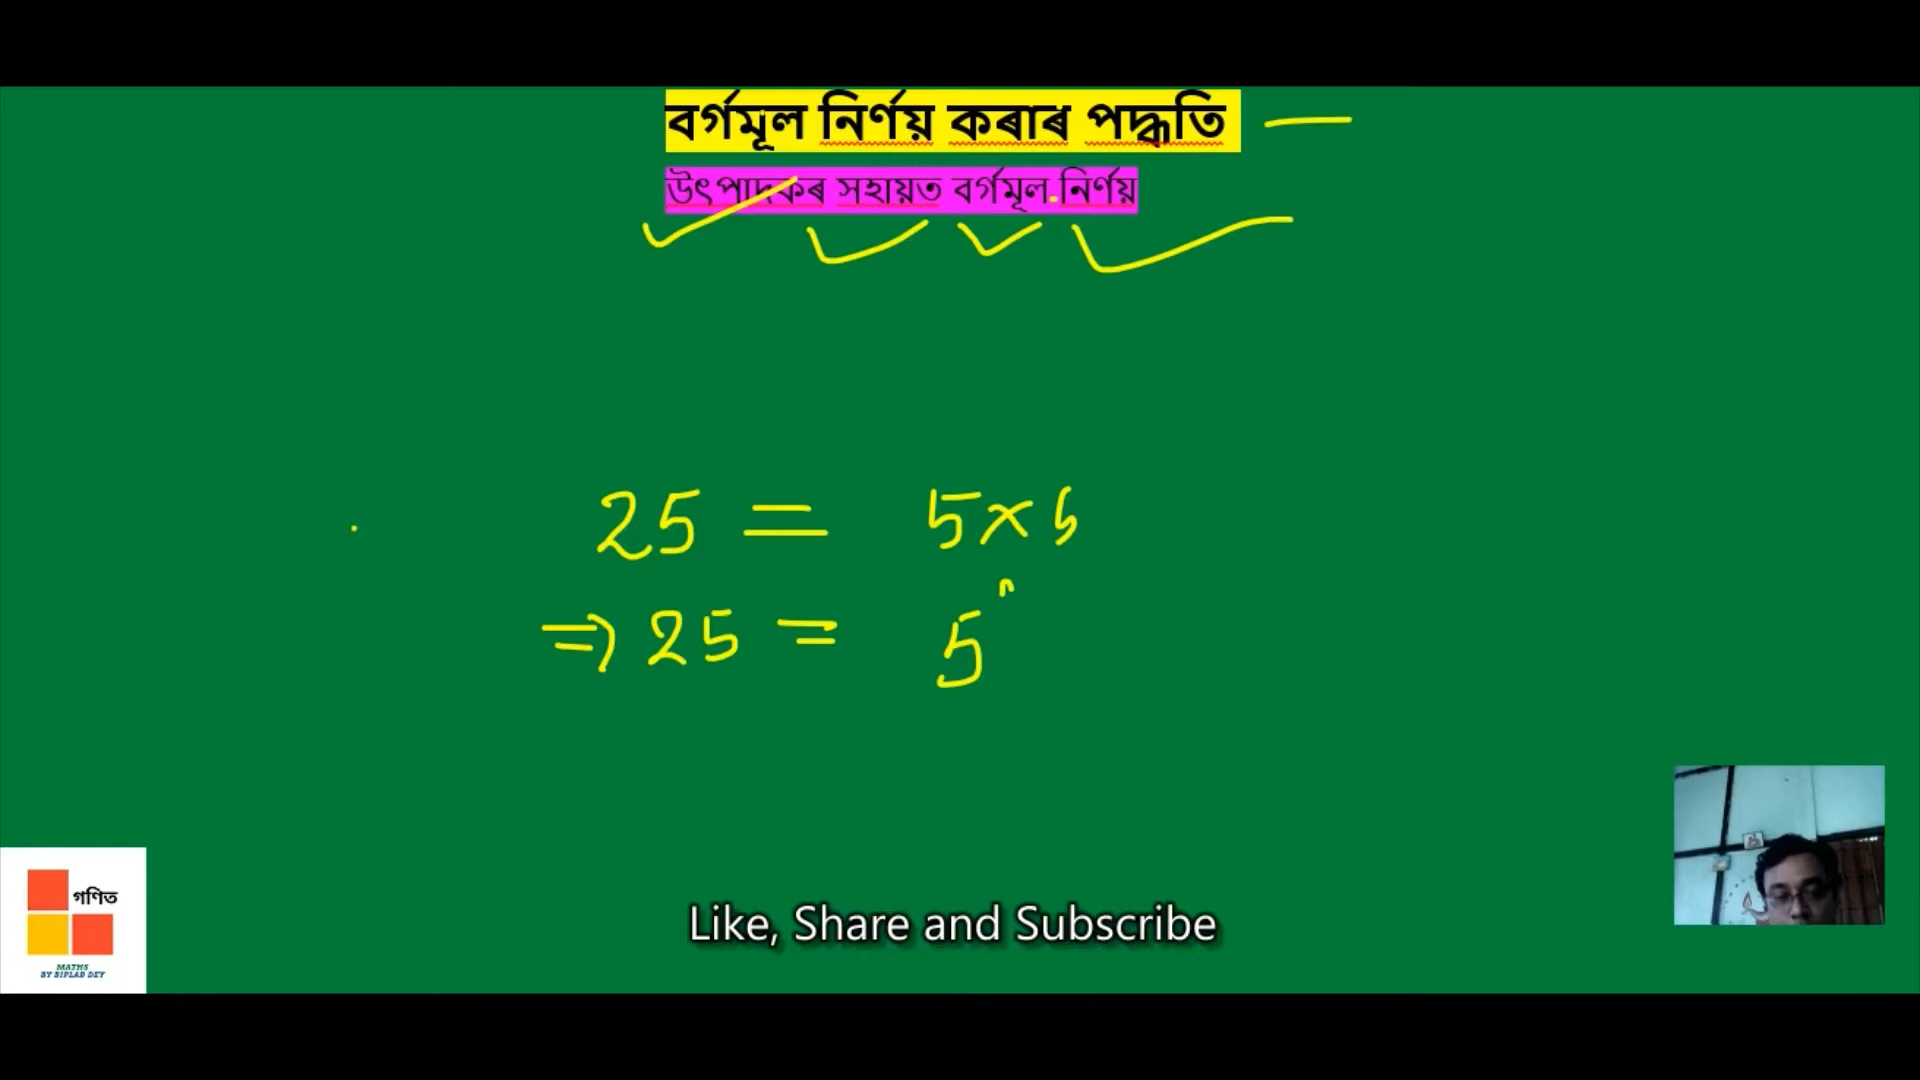 বৰ্গমূল নিৰ্ণয় কৰাৰ পদ্ধতি
উৎপাদকৰ সহায়ত বৰ্গমূল নিৰ্ণয়
25 = 5×5
⇒ 25 = 5
গণিত
MATHS
BY BIPLAB DEY
Like, Share and Subscribe